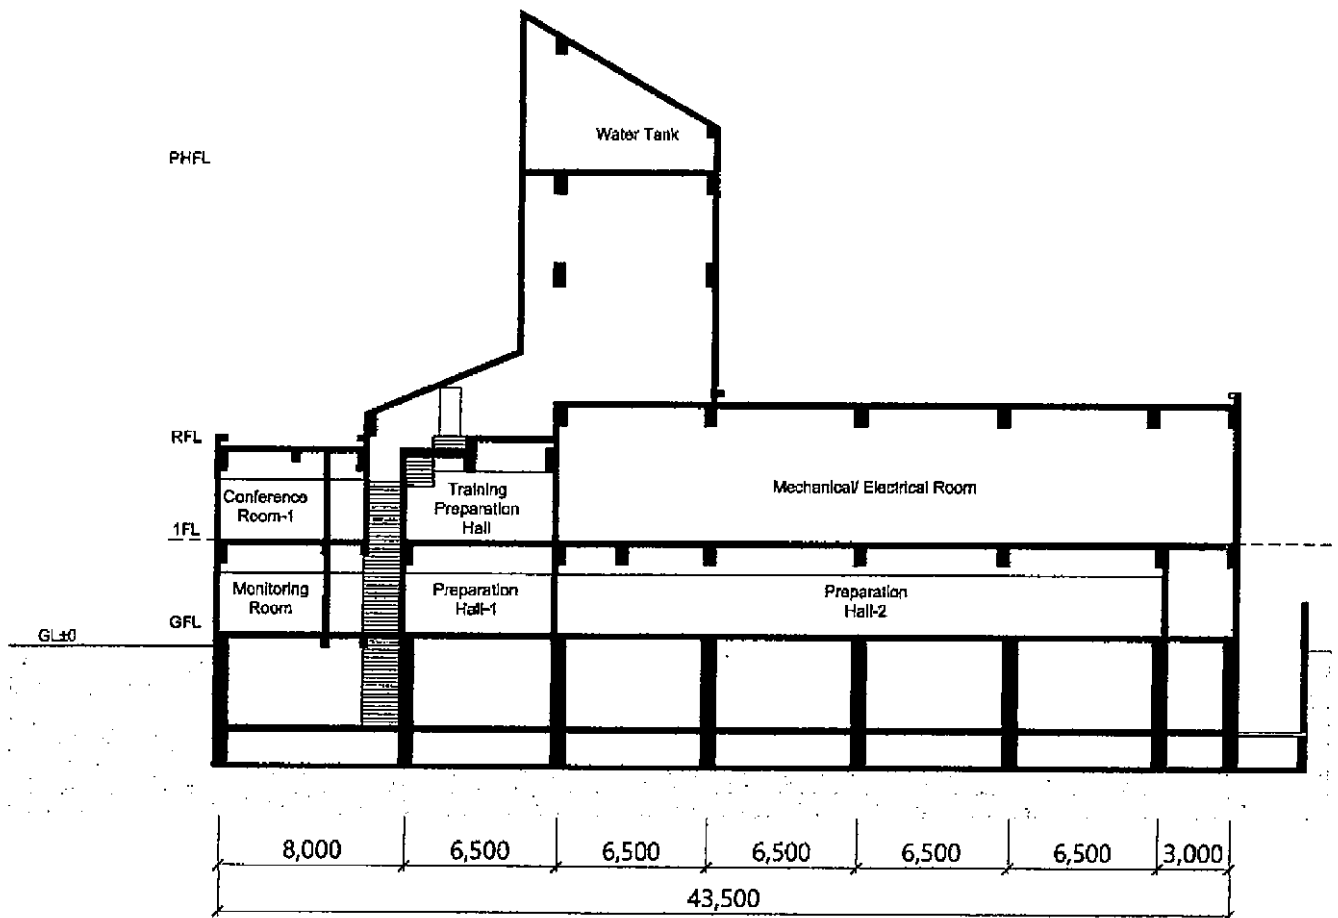 Water Tank
PHFL
RFL
Conference
Room-1
Training
Preparation
Hall
Mechanical/ Electrical Room
1FL
Monitoring
Room
Preparation
Hall-1
Preparation
Hall-2
GFL
GL±0
8,000 6,500 6,500 6,500 6,500 6,500 3,000
43,500